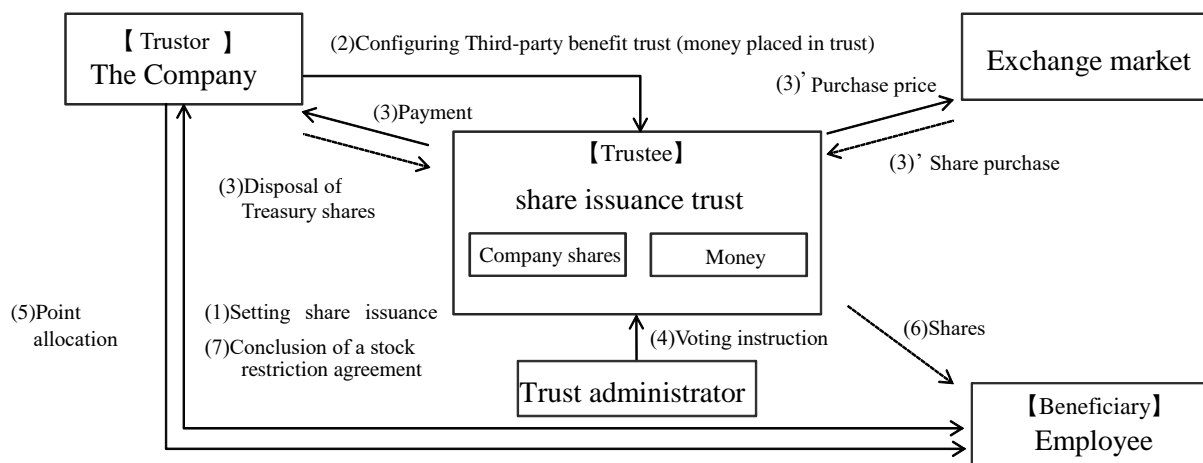 【 Trustor 】
The Company
(2)Configuring Third-party benefit trust (money placed in trust)
Exchange market
(3)’ Purchase price
(3)Payment
【Trustee】
(3)’ Share purchase
(3)Disposal of
Treasury shares
share issuance trust
Company shares
Money
(5)Point
allocation
(1)Setting share issuance
(7)Conclusion of a stock
restriction agreement
(4)Voting instruction
(6)Shares
Trust administrator
【Beneficiary】
Employee